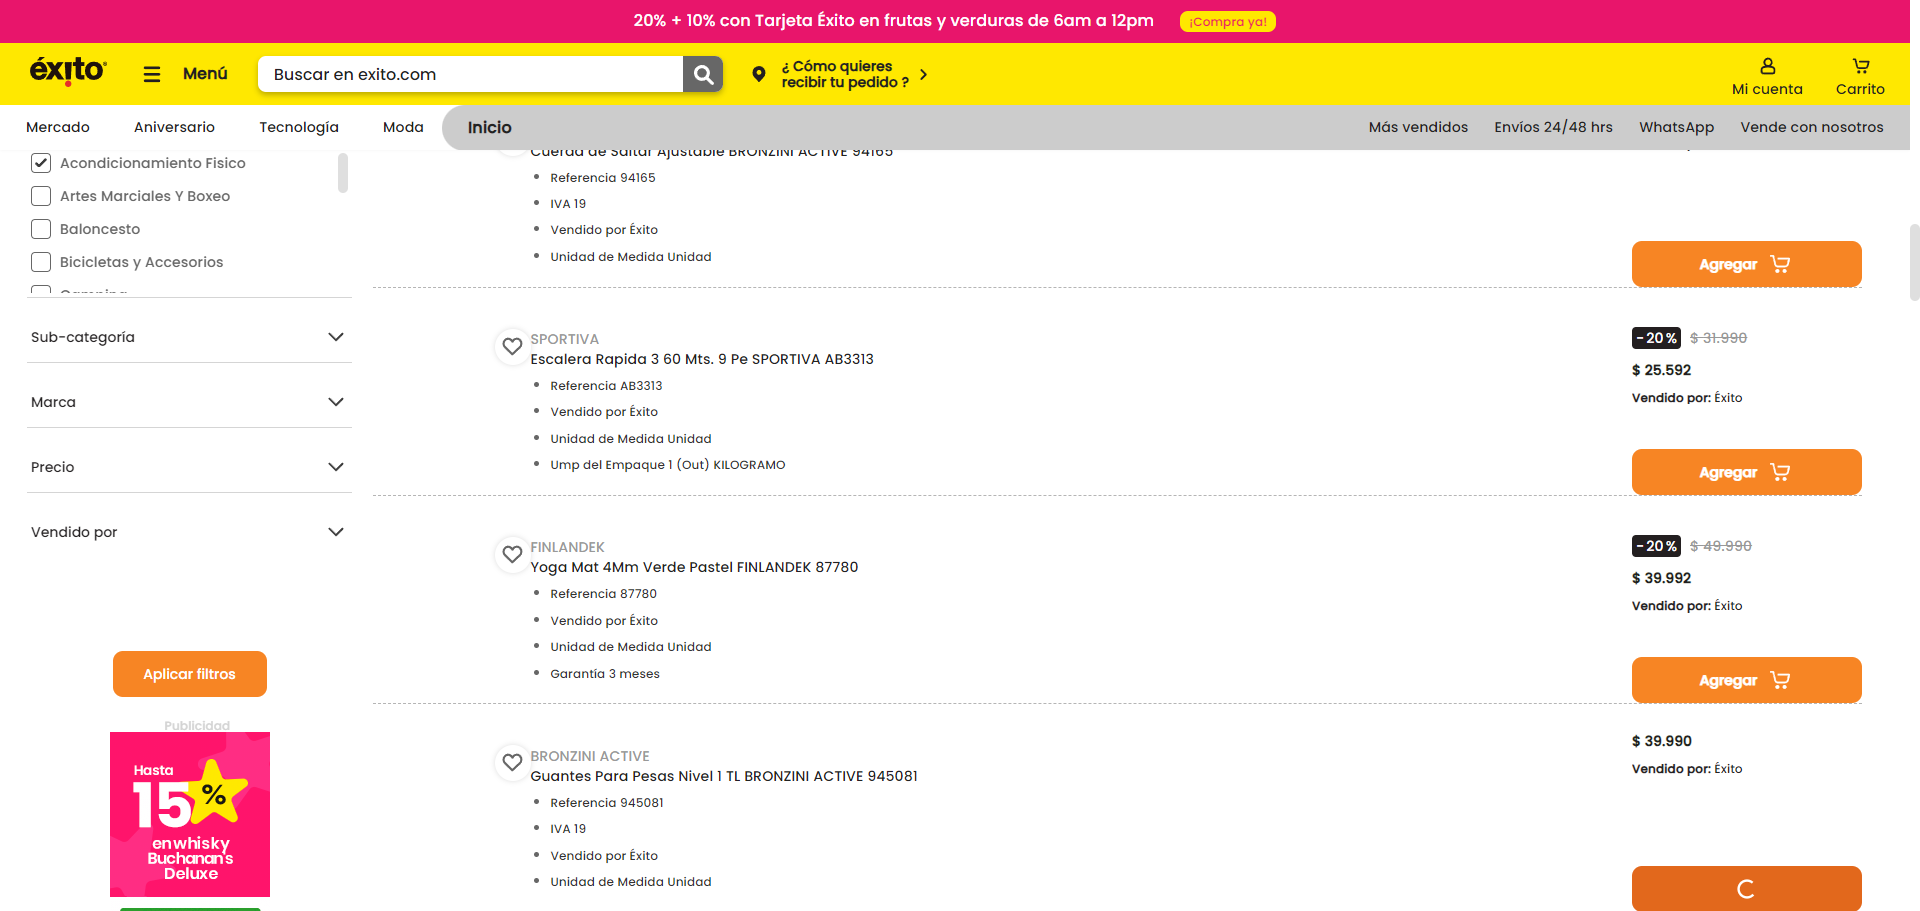 20% + 10% con Tarjeta Éxito en frutas y verduras de 6am a 12pm ¡Compra ya!
éxito
Menú
Buscar en exito.com
¿ Cómo quieres
recibir tu pedido ?
Mi cuenta
Carrito
Mercado
Aniversario
Tecnología
Moda
Inicio
Más vendidos
Envíos 24/48 hrs
WhatsApp
Vende con nosotros
Acondicionamiento Fisico
Artes Marciales Y Boxeo
Baloncesto
Bicicletas y Accesorios
Camping
Sub-categoría
Marca
Precio
Vendido por
Aplicar filtros
Publicidad
Hasta
15%
en whisky
Buchanan's
Deluxe
Cuerda de Saltar Ajustable BRONZINI ACTIVE 94165
Referencia 94165
IVA 19
Vendido por Éxito
Unidad de Medida Unidad
Agregar
SPORTIVA
Escalera Rapida 3 60 Mts. 9 Pe SPORTIVA AB3313
Referencia AB3313
Vendido por Éxito
Unidad de Medida Unidad
Ump del Empaque 1 (Out) KILOGRAMO
-20% $ 31.990
$ 25.592
Vendido por: Éxito
Agregar
FINLANDEK
Yoga Mat 4Mm Verde Pastel FINLANDEK 87780
Referencia 87780
Vendido por Éxito
Unidad de Medida Unidad
Garantía 3 meses
-20% $ 49.990
$ 39.992
Vendido por: Éxito
Agregar
BRONZINI ACTIVE
Guantes Para Pesas Nivel 1 TL BRONZINI ACTIVE 945081
Referencia 945081
IVA 19
Vendido por Éxito
Unidad de Medida Unidad
$ 39.990
Vendido por: Éxito